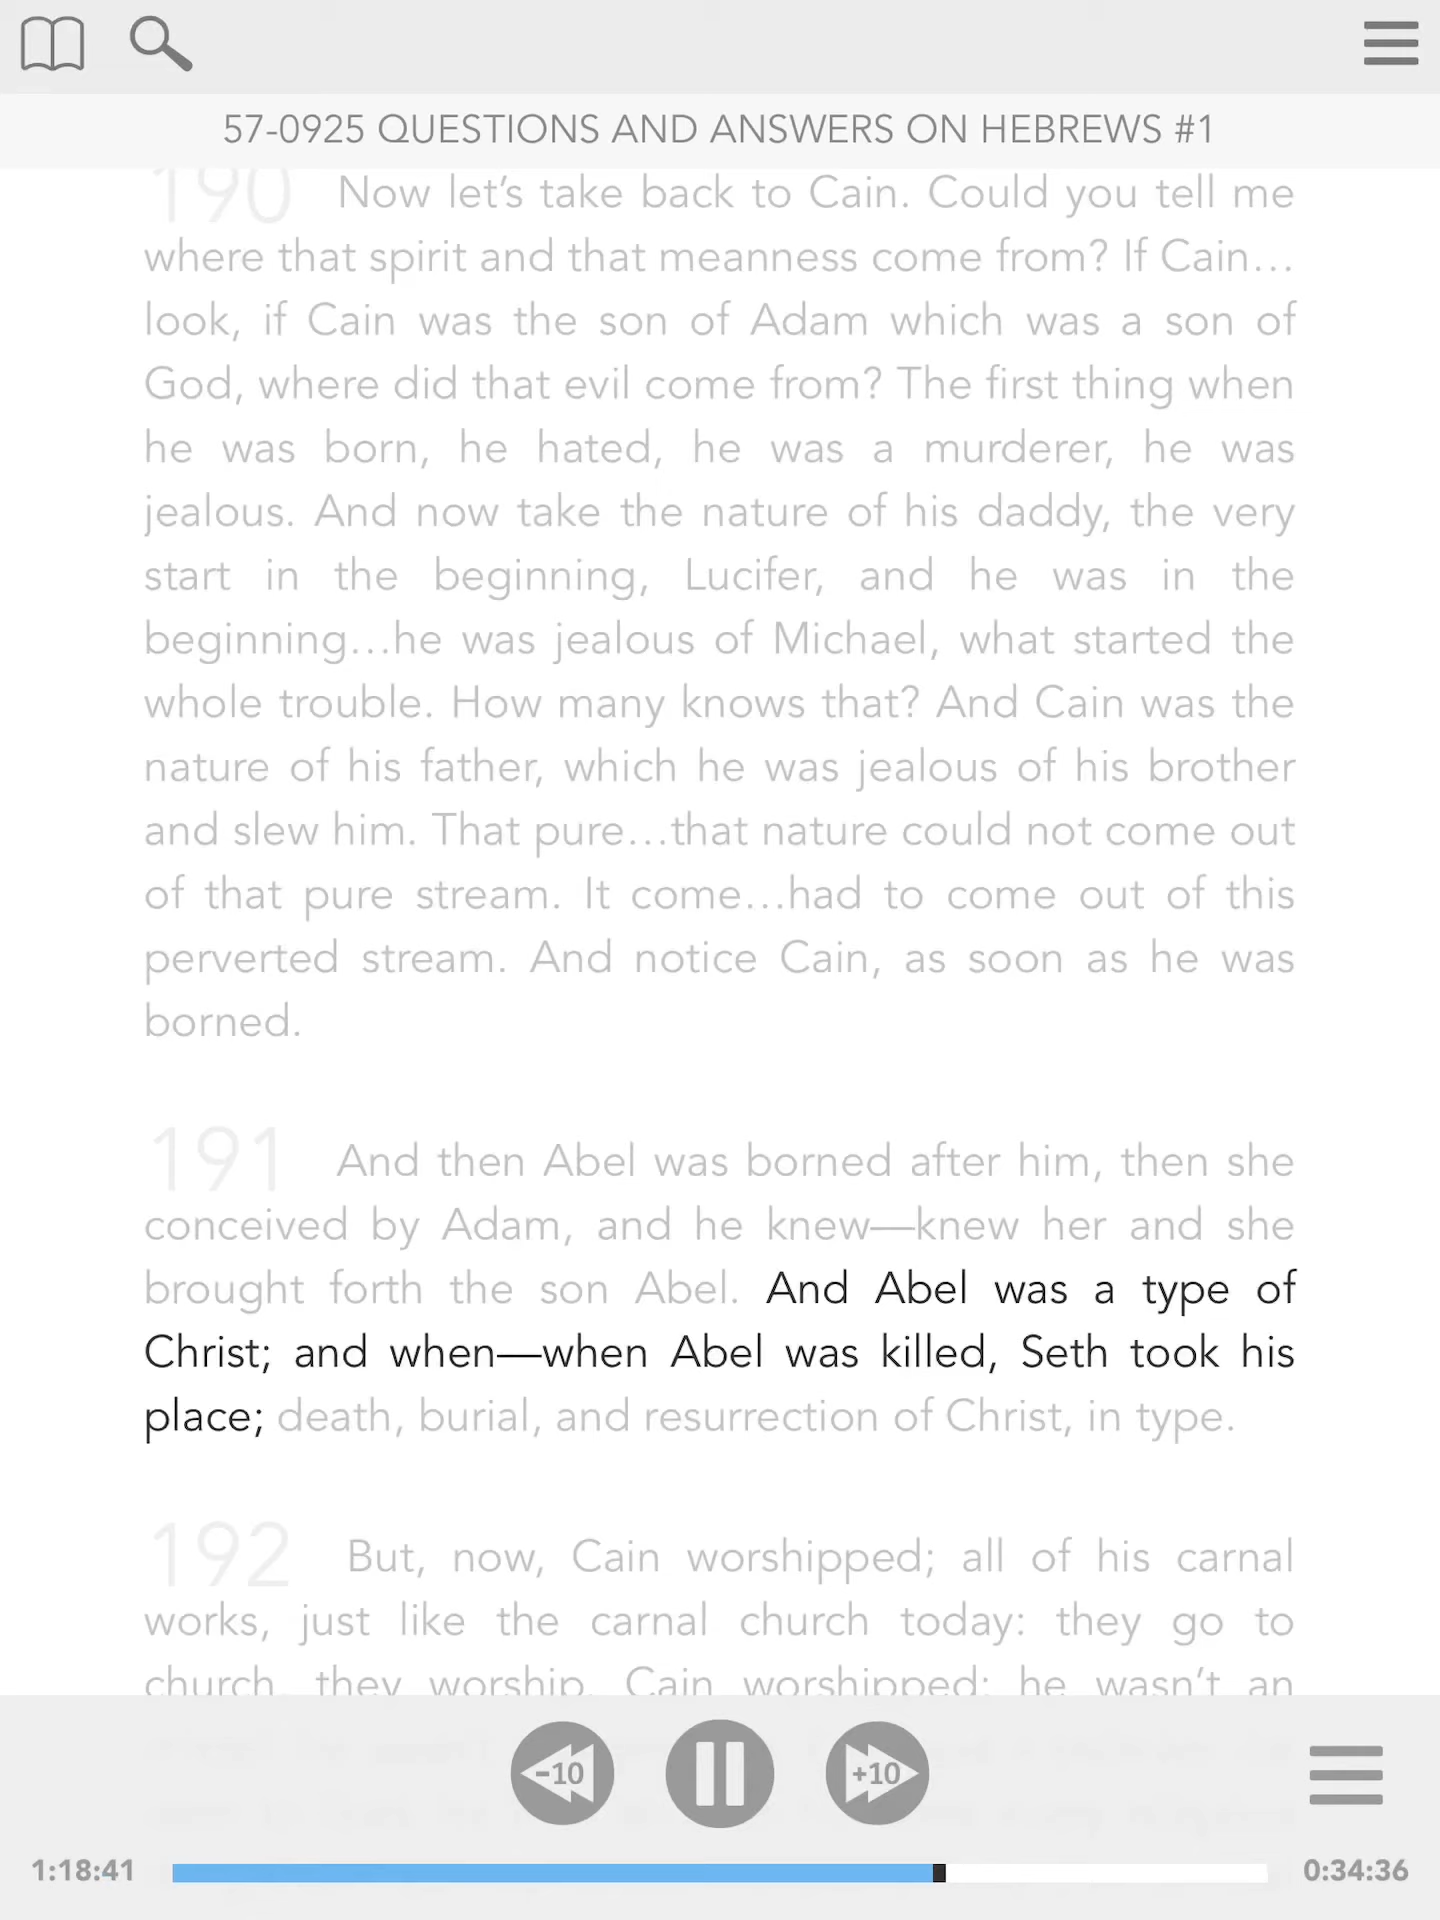 57-0925 QUESTIONS AND ANSWERS ON HEBREWS #1
190 Now let’s take back to Cain. Could you tell me
where that spirit and that meanness come from? If Cain…
look, if Cain was the son of Adam which was a son of
God, where did that evil come from? The first thing when
he was born, he hated, he was a murderer, he was
jealous. And now take the nature of his daddy, the very
start in the beginning, Lucifer, and he was in the
beginning…he was jealous of Michael, what started the
whole trouble. How many knows that? And Cain was the
nature of his father, which he was jealous of his brother
and slew him. That pure…that nature could not come out
of that pure stream. It come…had to come out of this
perverted stream. And notice Cain, as soon as he was
borned.
191 And then Abel was borned after him, then she
conceived by Adam, and he knew—knew her and she
brought forth the son Abel. And Abel was a type of
Christ; and when—when Abel was killed, Seth took his
place; death, burial, and resurrection of Christ, in type.
192 But, now, Cain worshipped; all of his carnal
works, just like the carnal church today: they go to
church, they worship. Cain worshipped; he wasn’t an
-10 +10
1:18:41 0:34:36